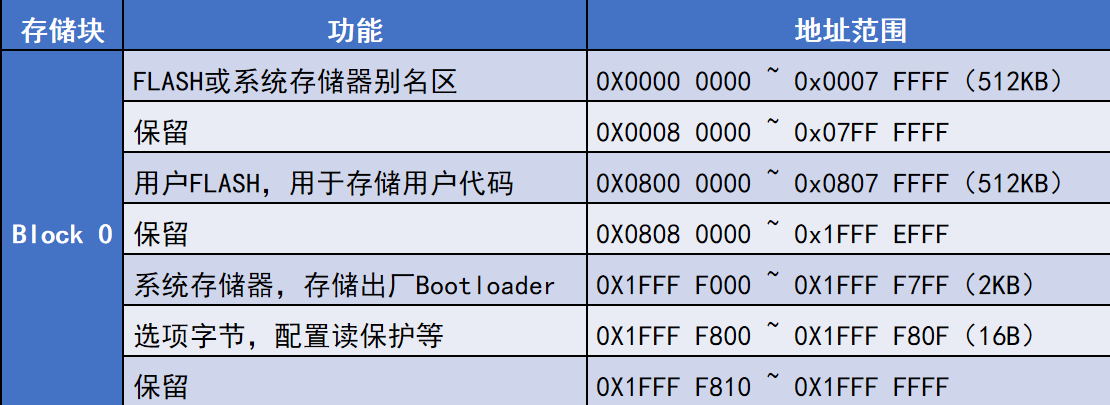 存储块 功能 地址范围
FLASH或系统存储器别名区 0X0000 0000 ~ 0x0007 FFFF（512KB）
保留 0X0008 0000 ~ 0x07FF FFFF
用户FLASH，用于存储用户代码 0X0800 0000 ~ 0x0807 FFFF（512KB）
Block 0 保留 0X0808 0000 ~ 0x1FFF EFFF
系统存储器，存储出厂Bootloader 0X1FFF F000 ~ 0X1FFF F7FF（2KB）
选项字节，配置读保护等 0X1FFF F800 ~ 0X1FFF F80F（16B）
保留 0X1FFF F810 ~ 0X1FFF FFFF